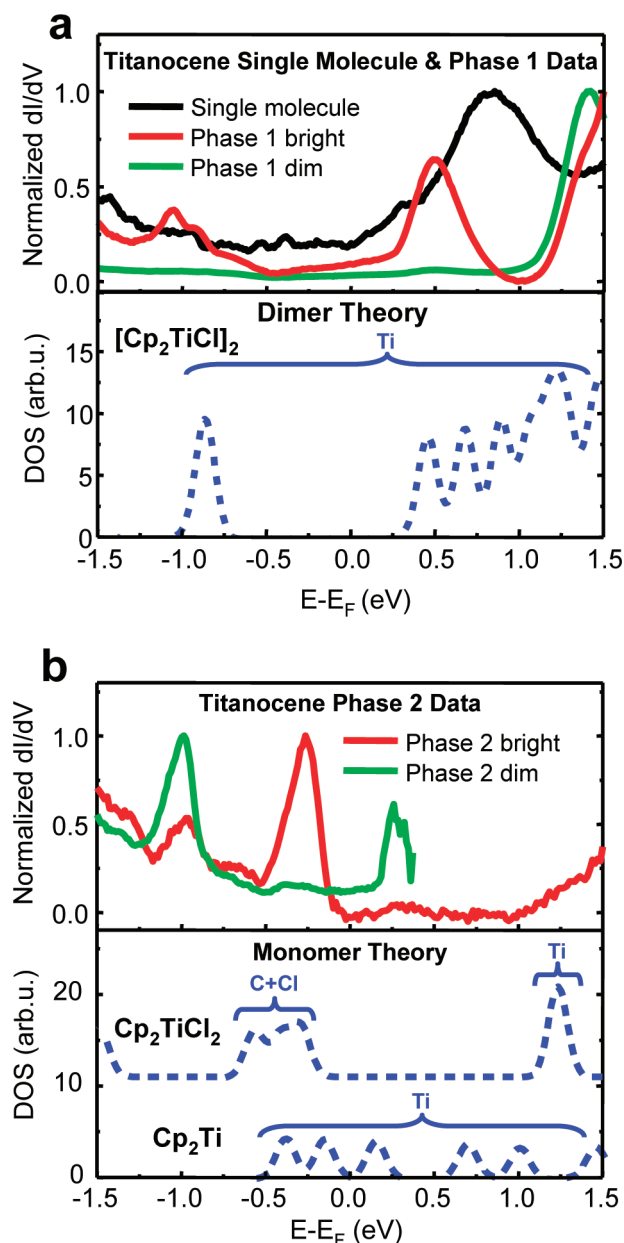 a
Titanocene Single Molecule & Phase 1 Data
Single molecule
Phase 1 bright
Phase 1 dim
Normalized dI/dV
1.0
0.5
0.0
Dimer Theory
[Cp₂TiCl]₂
Ti
DOS (arb.u.)
15
10
5
0
-1.5 -1.0 -0.5 0.0 0.5 1.0 1.5
E-E_F (eV)
b
Titanocene Phase 2 Data
Phase 2 bright
Phase 2 dim
Normalized dI/dV
1.0
0.5
0.0
Monomer Theory
C+Cl
Ti
Cp₂TiCl₂
Ti
Cp₂Ti
DOS (arb.u.)
20
10
0
-1.5 -1.0 -0.5 0.0 0.5 1.0 1.5
E-E_F (eV)